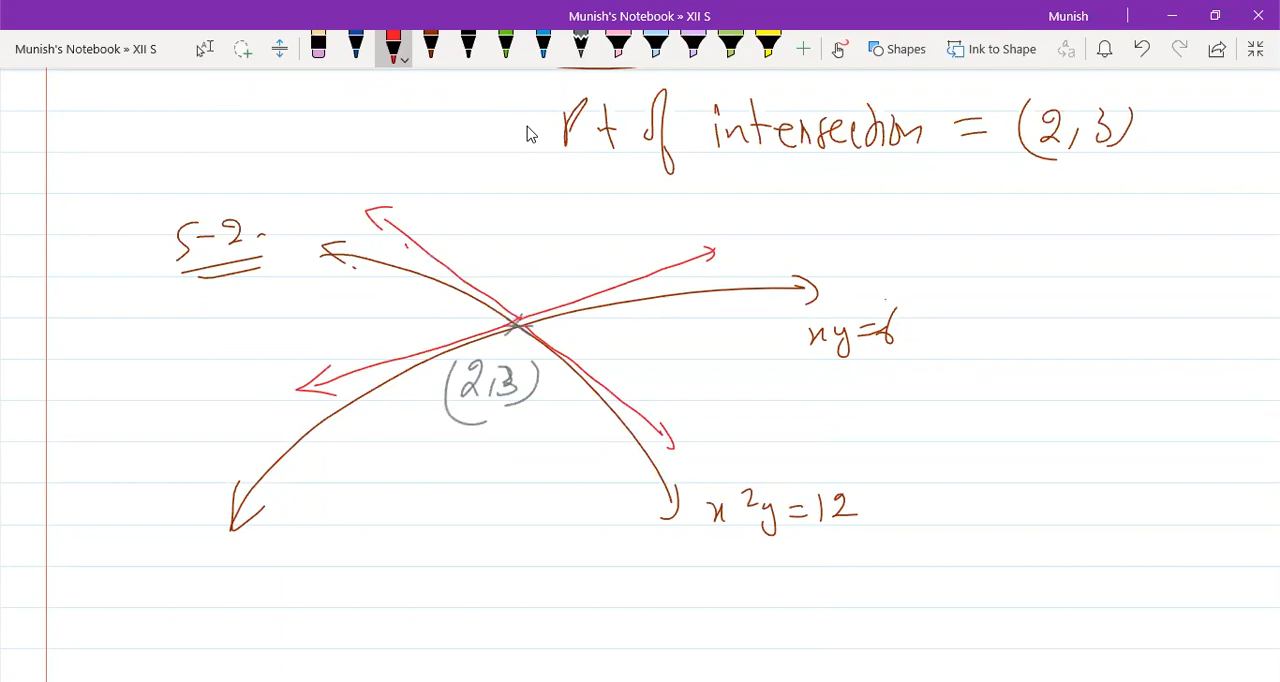 Munish's Notebook » XII S
Munish
Munish's Notebook » XII S
Shapes
Ink to Shape
Pt of intersection = (2, 3)
S-2.
xy=6
(2,3)
x²y=12